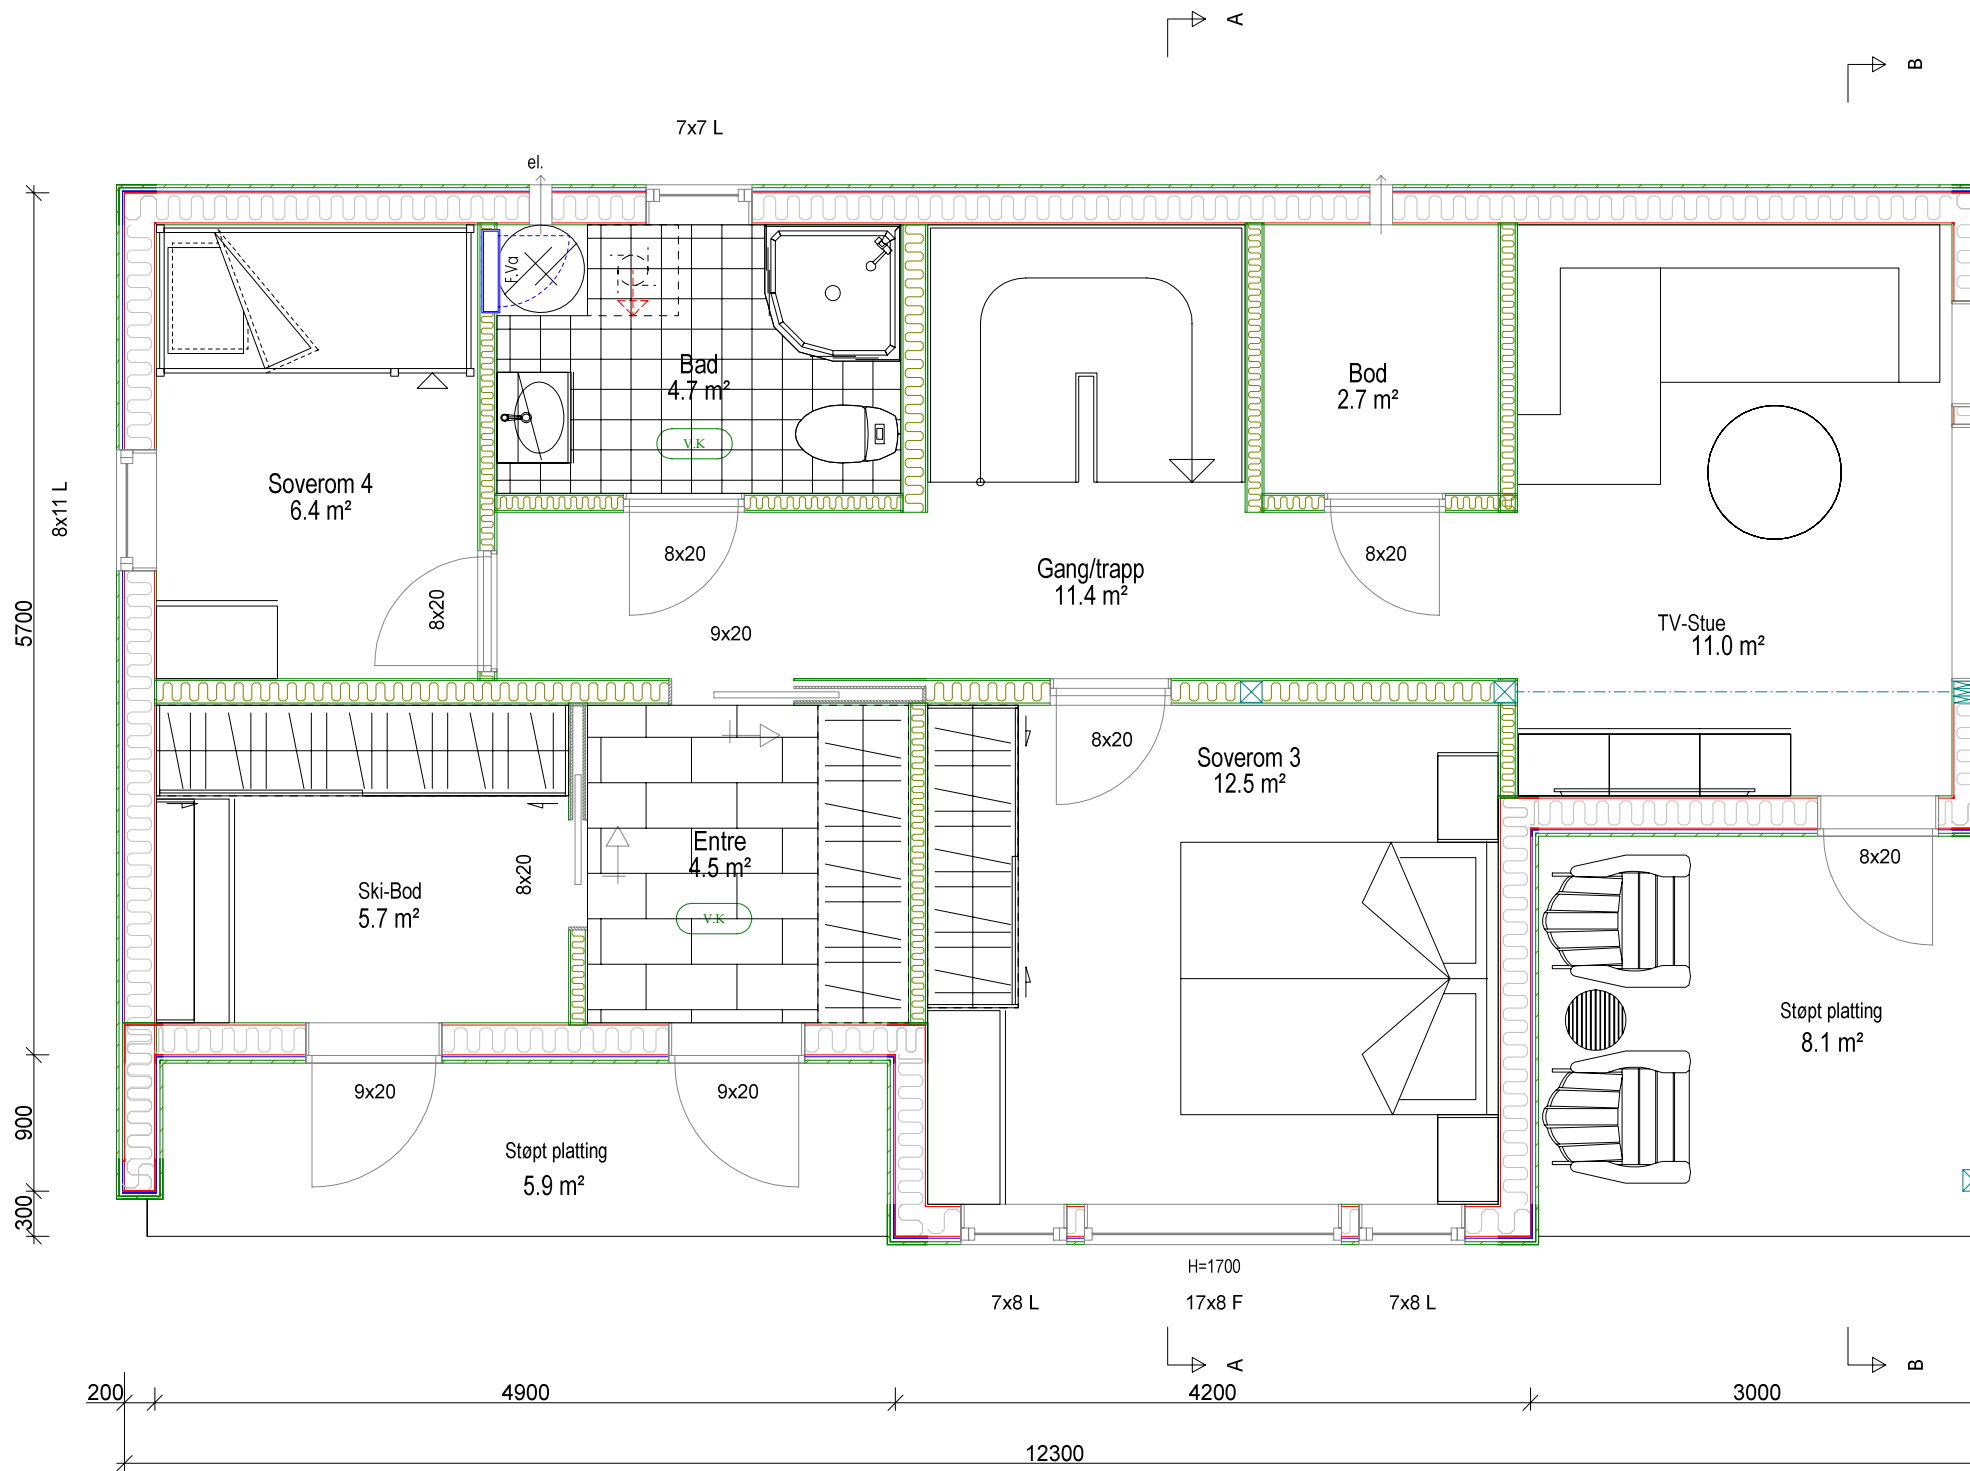 A
B
7x7 L
el.
F.Va
Bad
4.7 m²
V.K
Bod
2.7 m²
Soverom 4
6.4 m²
8x11 L
8x20
8x20
8x20
Gang/trapp
11.4 m²
9x20
TV-Stue
11.0 m²
5700
8x20
Soverom 3
12.5 m²
Entre
4.5 m²
V.K
8x20
Ski-Bod
5.7 m²
8x20
Støpt platting
8.1 m²
9x20
9x20
900
Støpt platting
5.9 m²
300
H=1700
7x8 L
17x8 F
7x8 L
A
B
200
4900
4200
3000
12300